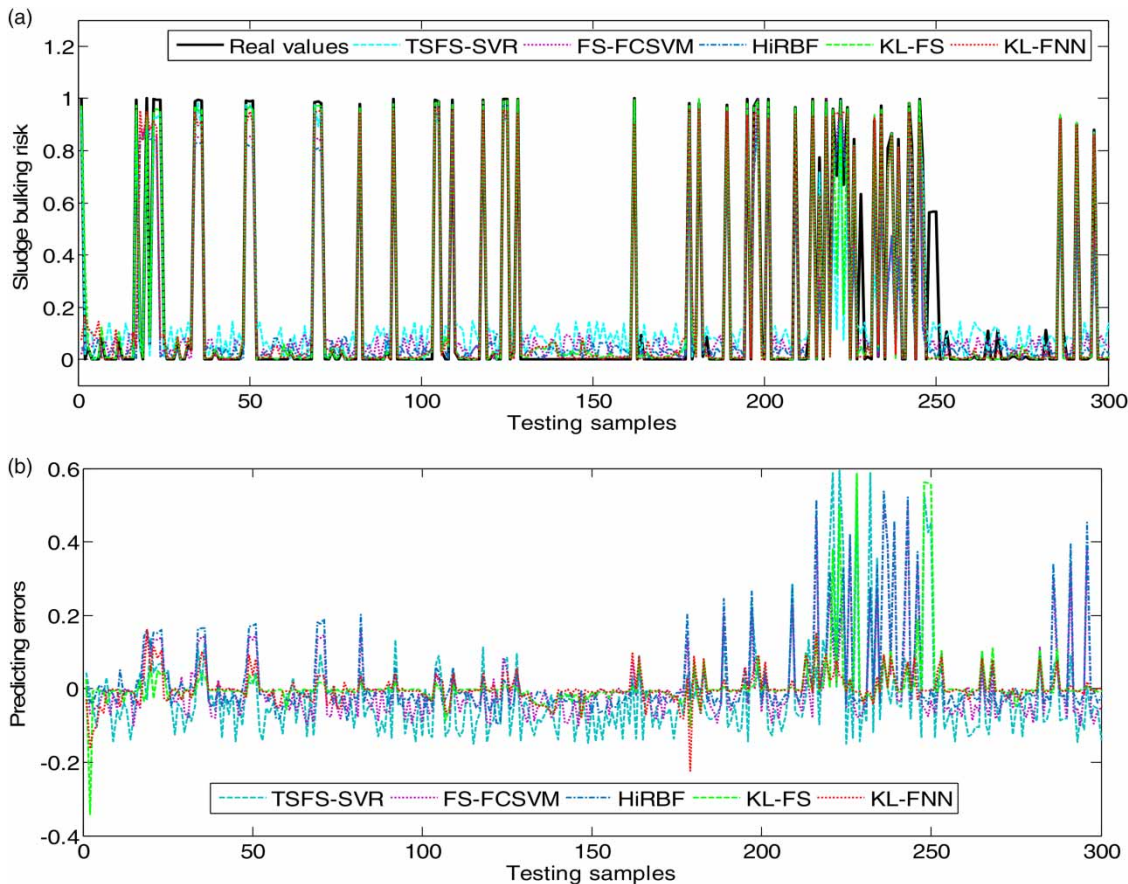 (a)
1.2
1
0.8
0.6
0.4
0.2
0
Sludge bulking risk
Real values TSFS-SVR FS-FCSVM HiRBF KL-FS KL-FNN
0 50 100 150 200 250 300
Testing samples
(b)
0.6
0.4
0.2
0
-0.2
-0.4
Predicting errors
TSFS-SVR FS-FCSVM HiRBF KL-FS KL-FNN
0 50 100 150 200 250 300
Testing samples